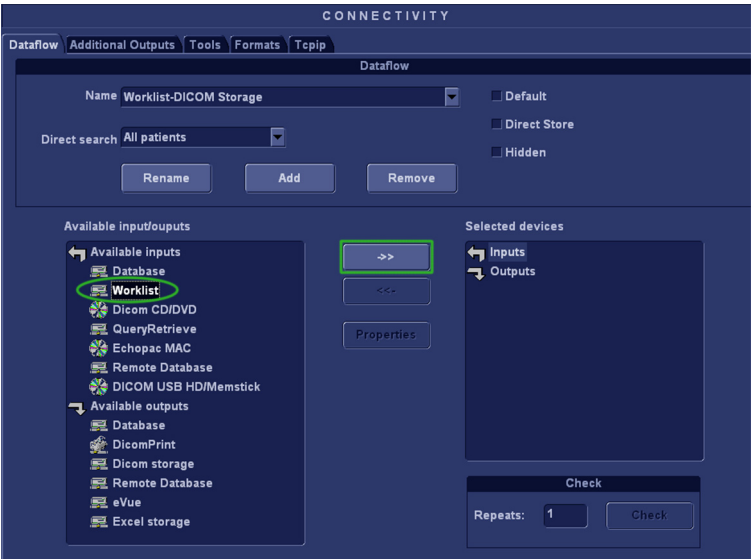 CONNECTIVITY
Dataflow Additional Outputs Tools Formats Tcpip
Dataflow
Name Worklist-DICOM Storage
Default
Direct Store
Direct search All patients
Hidden
Rename Add Remove
Available input/ouputs
Selected devices
Available inputs
Database
Worklist
Dicom CD/DVD
QueryRetrieve
Echopac MAC
Remote Database
DICOM USB HD/Memstick
Available outputs
Database
DicomPrint
Dicom storage
Remote Database
eVue
Excel storage
->>
<<-
Properties
Inputs
Outputs
Check
Repeats: 1 Check